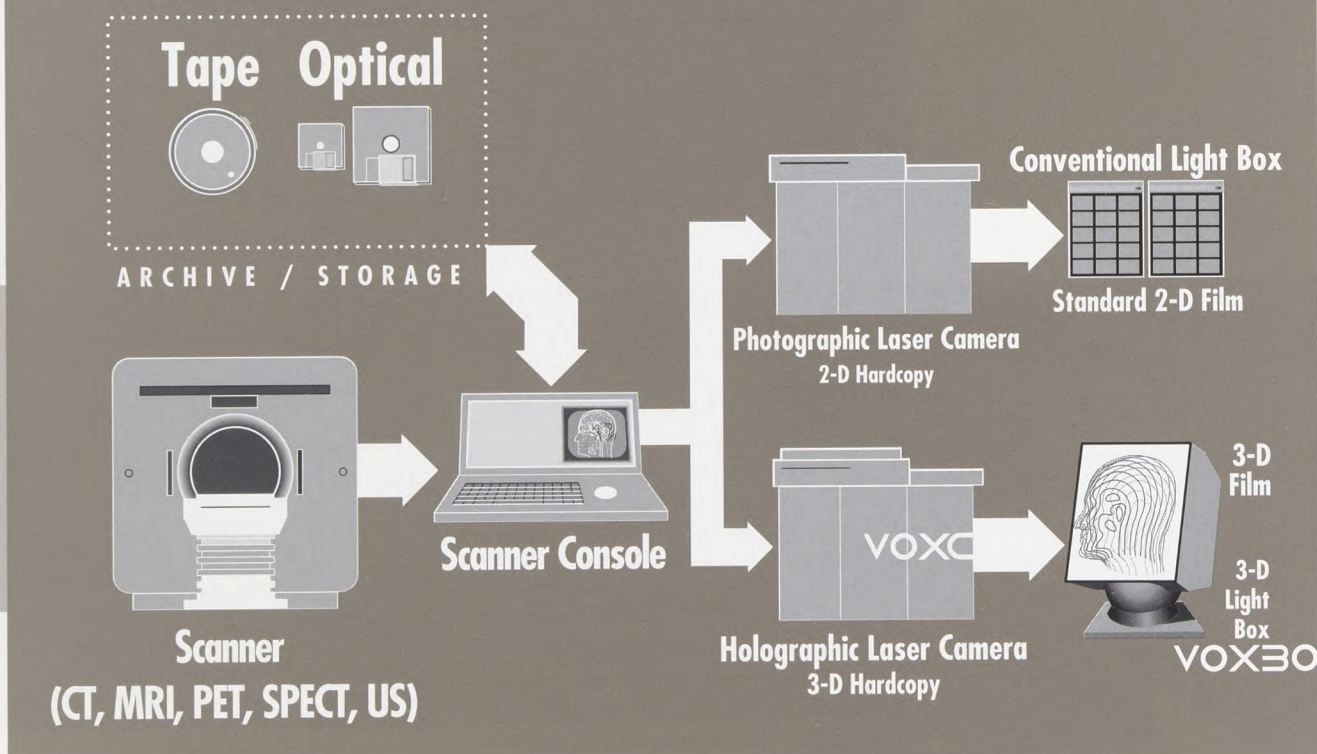 Tape Optical
ARCHIVE / STORAGE
Conventional Light Box
Standard 2-D Film
Photographic Laser Camera
2-D Hardcopy
Scanner Console
Scanner
(CT, MRI, PET, SPECT, US)
VOXC
Holographic Laser Camera
3-D Hardcopy
3-D
Film
3-D
Light
Box
VOXBO